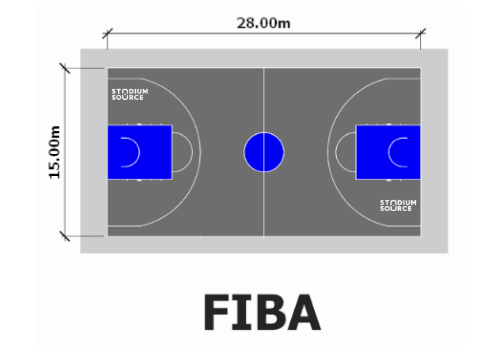 28.00m
STADIUM
SOURCE
15.00m
STADIUM
SOURCE
FIBA